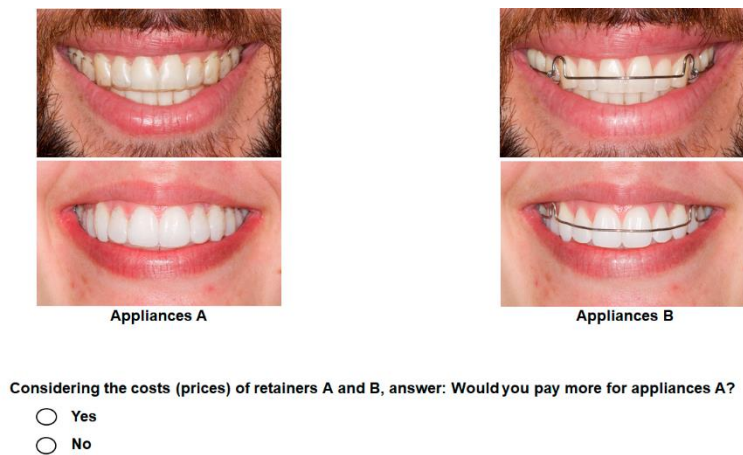 Appliances A
Appliances B
Considering the costs (prices) of retainers A and B, answer: Would you pay more for appliances A?
Yes
No